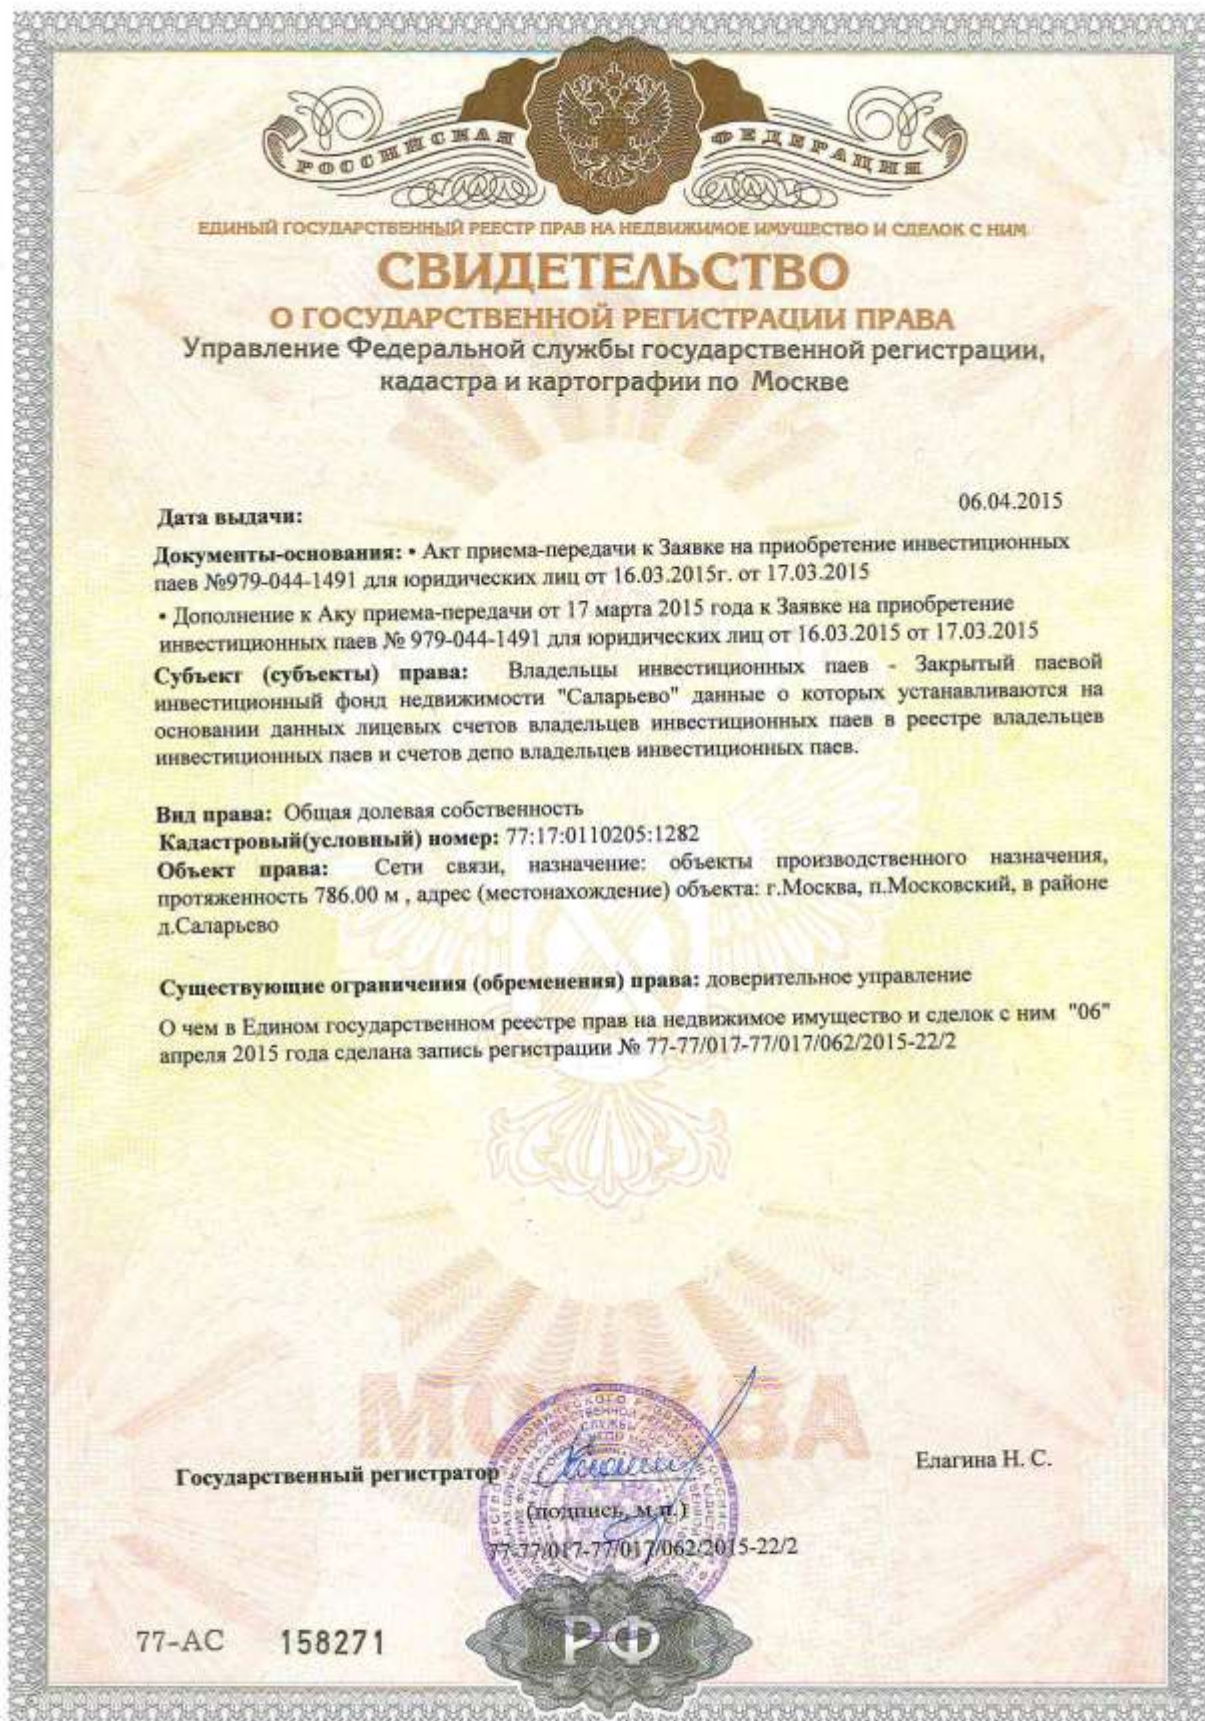 РОССИЙСКАЯ ФЕДЕРАЦИЯ
ЕДИНЫЙ ГОСУДАРСТВЕННЫЙ РЕЕСТР ПРАВ НА НЕДВИЖИМОЕ ИМУЩЕСТВО И СДЕЛОК С НИМ
СВИДЕТЕЛЬСТВО
О ГОСУДАРСТВЕННОЙ РЕГИСТРАЦИИ ПРАВА
Управление Федеральной службы государственной регистрации,
кадастра и картографии по Москве
Дата выдачи: 06.04.2015
Документы-основания: • Акт приема-передачи к Заявке на приобретение инвестиционных
паев №979-044-1491 для юридических лиц от 16.03.2015г. от 17.03.2015
• Дополнение к Аку приема-передачи от 17 марта 2015 года к Заявке на приобретение
инвестиционных паев № 979-044-1491 для юридических лиц от 16.03.2015 от 17.03.2015
Субъект (субъекты) права: Владельцы инвестиционных паев - Закрытый паевой
инвестиционный фонд недвижимости "Саларьево" данные о которых устанавливаются на
основании данных лицевых счетов владельцев инвестиционных паев в реестре владельцев
инвестиционных паев и счетов депо владельцев инвестиционных паев.
Вид права: Общая долевая собственность
Кадастровый(условный) номер: 77:17:0110205:1282
Объект права: Сети связи, назначение: объекты производственного назначения,
протяженность 786.00 м , адрес (местонахождение) объекта: г.Москва, п.Московский, в районе
д.Саларьево
Существующие ограничения (обременения) права: доверительное управление
О чем в Едином государственном реестре прав на недвижимое имущество и сделок с ним "06"
апреля 2015 года сделана запись регистрации № 77-77/017-77/017/062/2015-22/2
МОСКВА
Государственный регистратор Елагина Н. С.
(подпись, м.п.)
77-77/017-77/017/062/2015-22/2
77-АС 158271
РФ